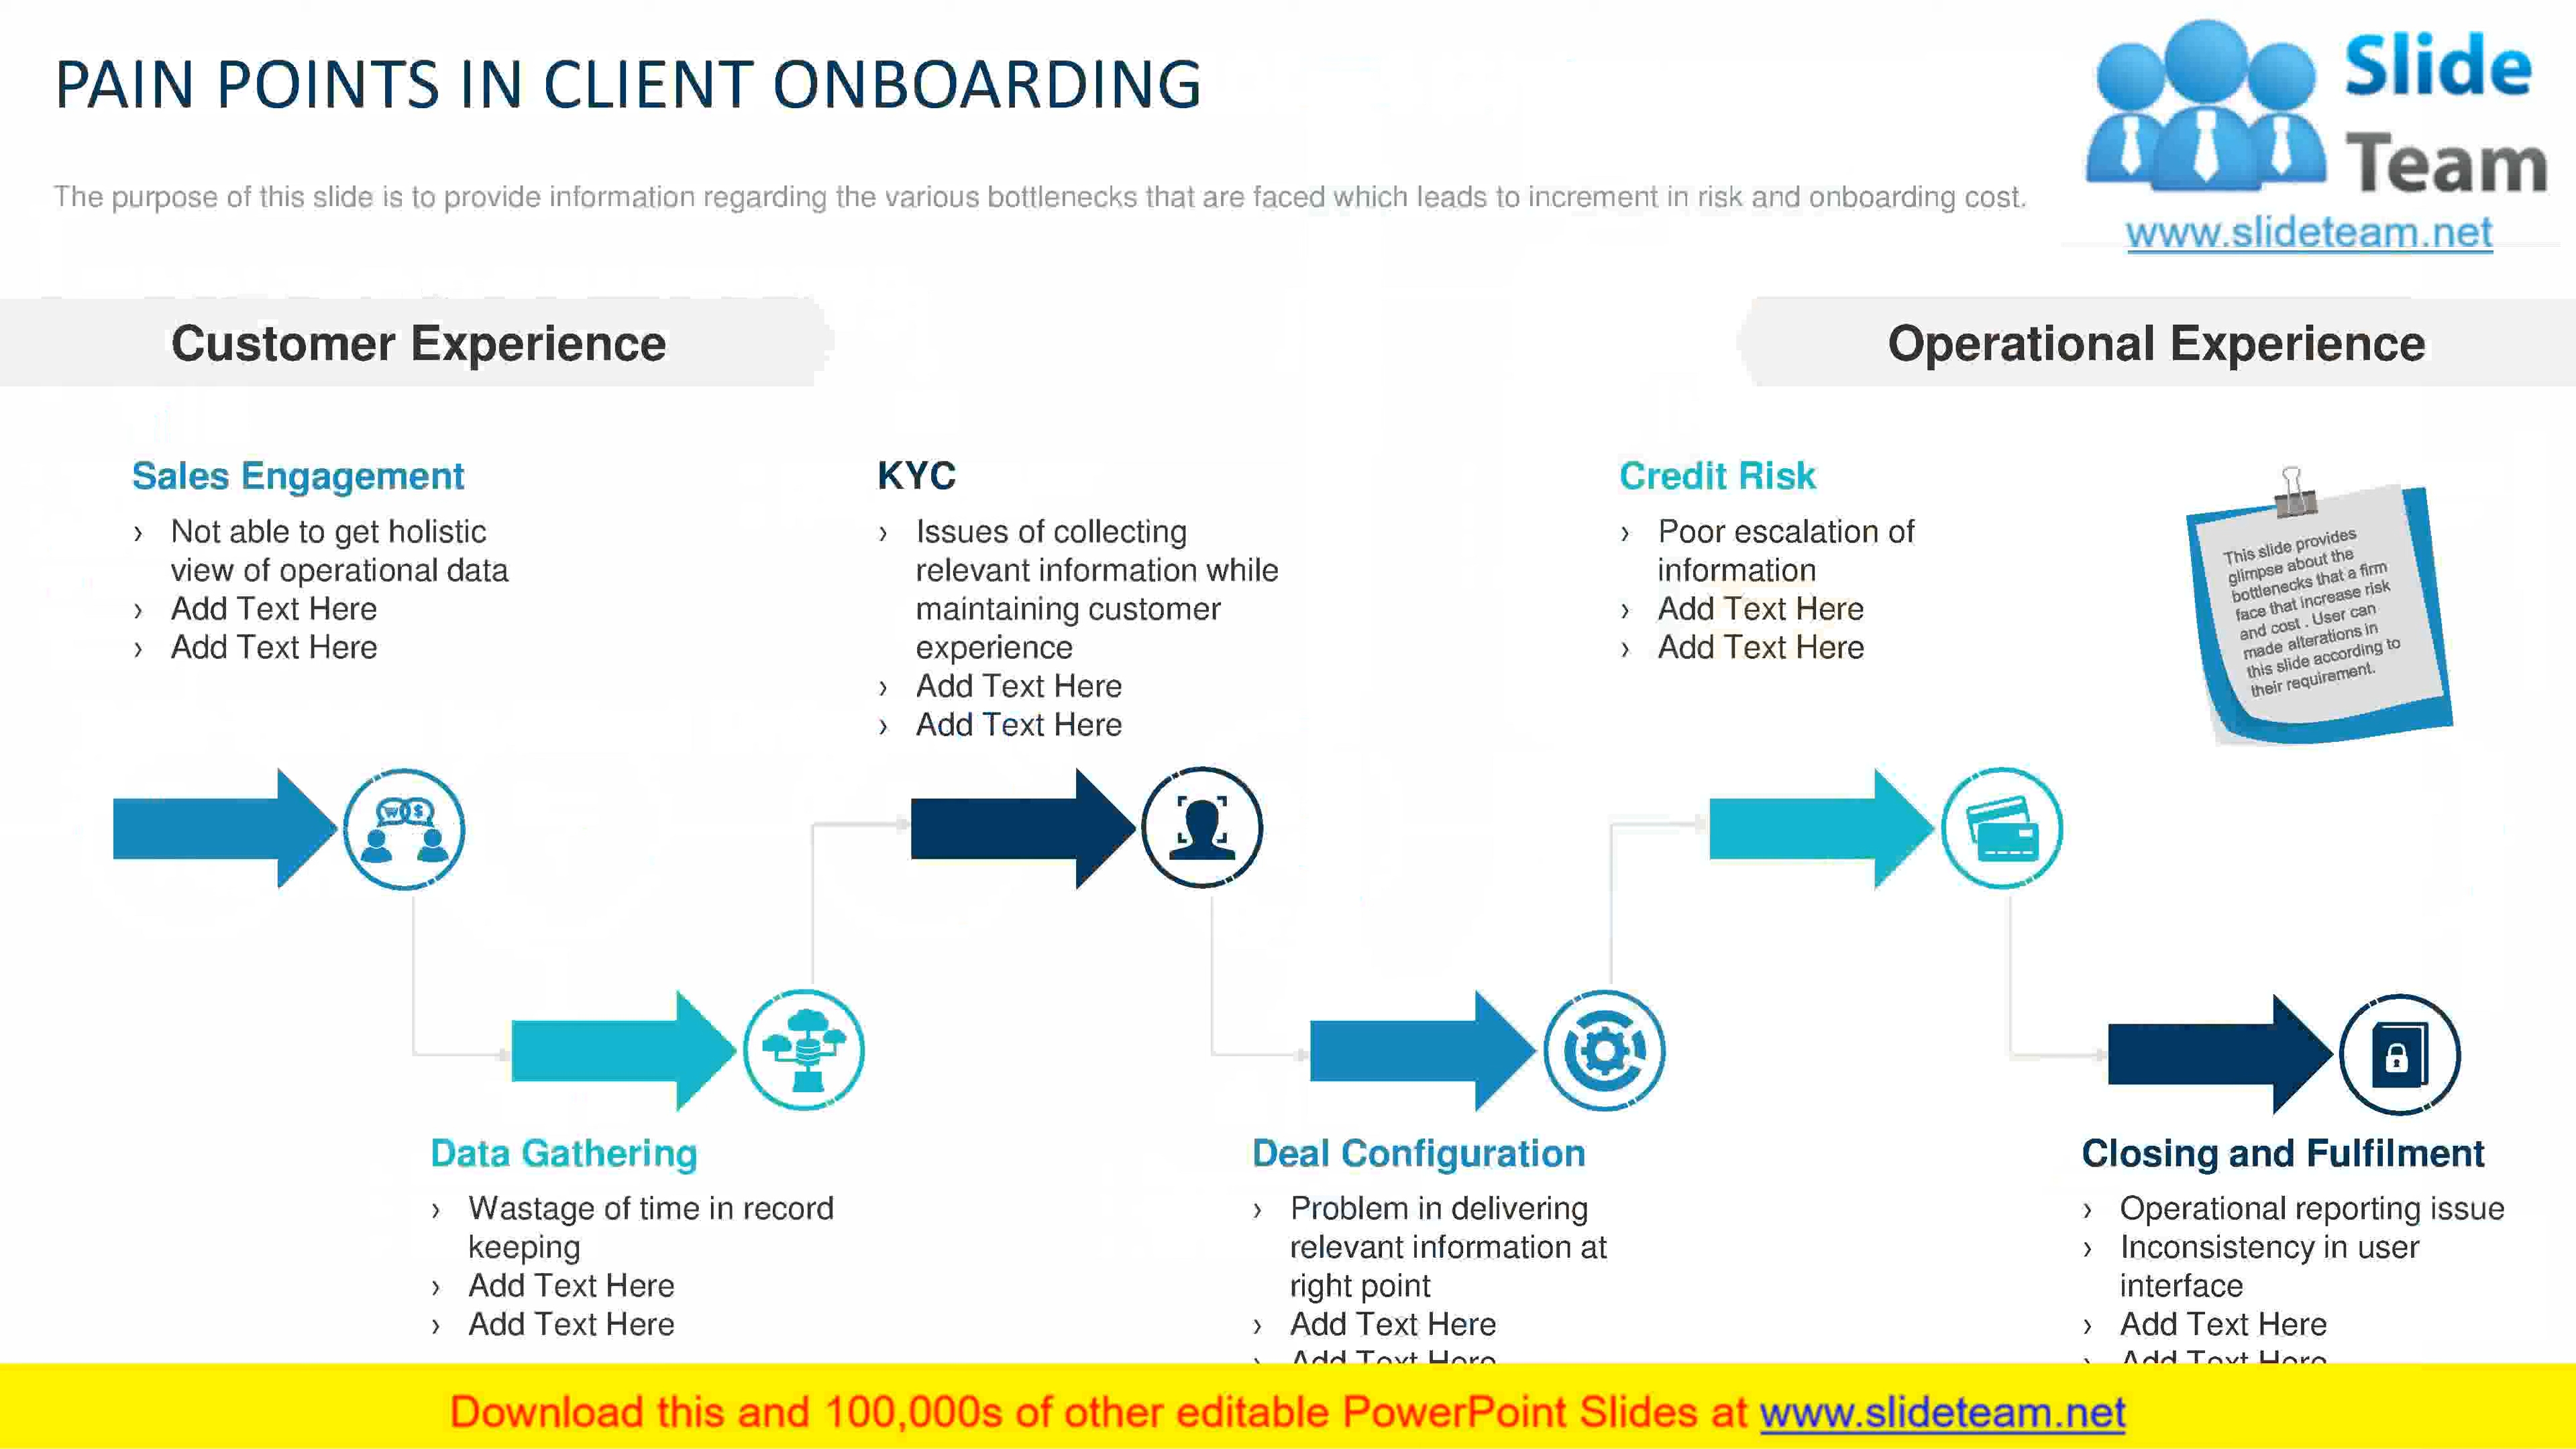 PAIN POINTS IN CLIENT ONBOARDING
Slide
Team
www.slideteam.net
The purpose of this slide is to provide information regarding the various bottlenecks that are faced which leads to increment in risk and onboarding cost.
Customer Experience
Operational Experience
Sales Engagement
› Not able to get holistic
view of operational data
› Add Text Here
› Add Text Here
KYC
› Issues of collecting
relevant information while
maintaining customer
experience
› Add Text Here
› Add Text Here
Credit Risk
› Poor escalation of
information
› Add Text Here
› Add Text Here
This slide provides
glimpse about the
bottlenecks that a firm
face that increase risk
and cost . User can
made alterations in
this slide according to
their requirement.
W $
Data Gathering
› Wastage of time in record
keeping
› Add Text Here
› Add Text Here
Deal Configuration
› Problem in delivering
relevant information at
right point
› Add Text Here
› Add Text Here
Closing and Fulfilment
› Operational reporting issue
› Inconsistency in user
interface
› Add Text Here
› Add Text Here
Download this and 100,000s of other editable PowerPoint Slides at www.slideteam.net